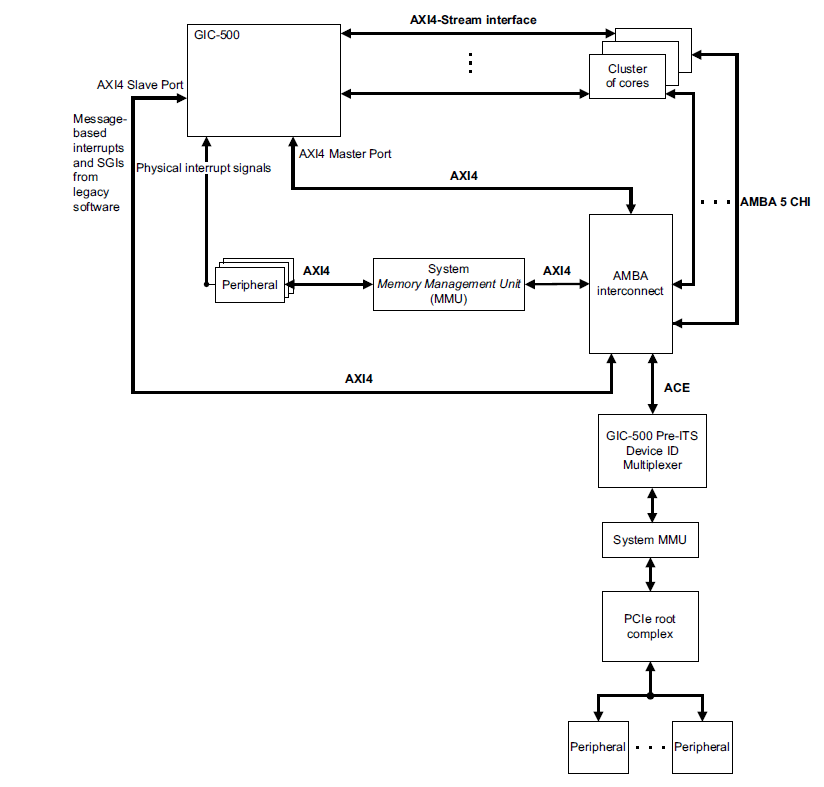 AXI4-Stream interface
GIC-500
Cluster
of cores
AXI4 Slave Port
Message-
based
interrupts
and SGIs
from
legacy
software
Physical interrupt signals
AXI4 Master Port
AXI4
AMBA 5 CHI
Peripheral
AXI4
System
Memory Management Unit
(MMU)
AXI4
AMBA
interconnect
AXI4
ACE
GIC-500 Pre-ITS
Device ID
Multiplexer
System MMU
PCIe root
complex
Peripheral
Peripheral